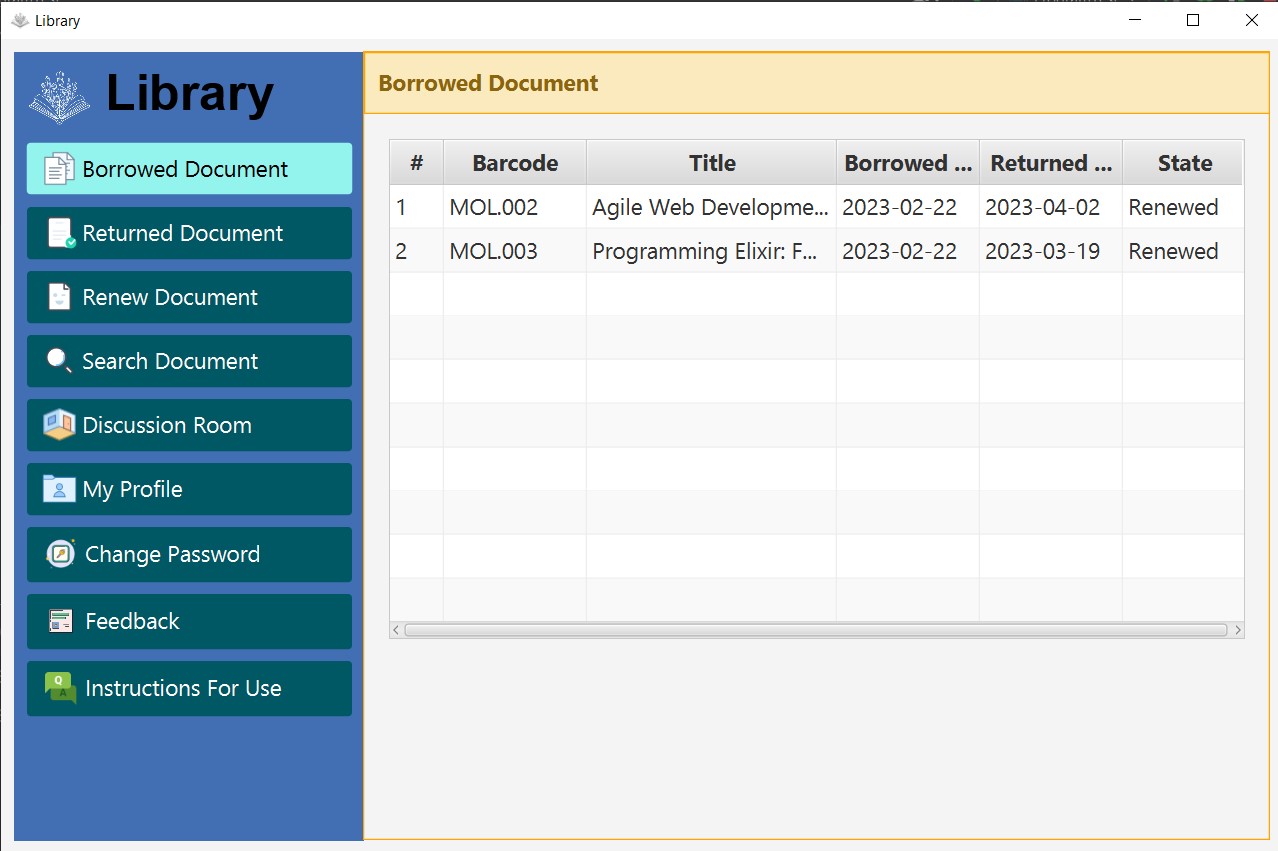 Library
Library
Borrowed Document
Returned Document
Renew Document
Search Document
Discussion Room
My Profile
Change Password
Feedback
Q
A
Instructions For Use
Borrowed Document
# Barcode Title Borrowed ... Returned ... State
1 MOL.002 Agile Web Developme... 2023-02-22 2023-04-02 Renewed
2 MOL.003 Programming Elixir: F... 2023-02-22 2023-03-19 Renewed